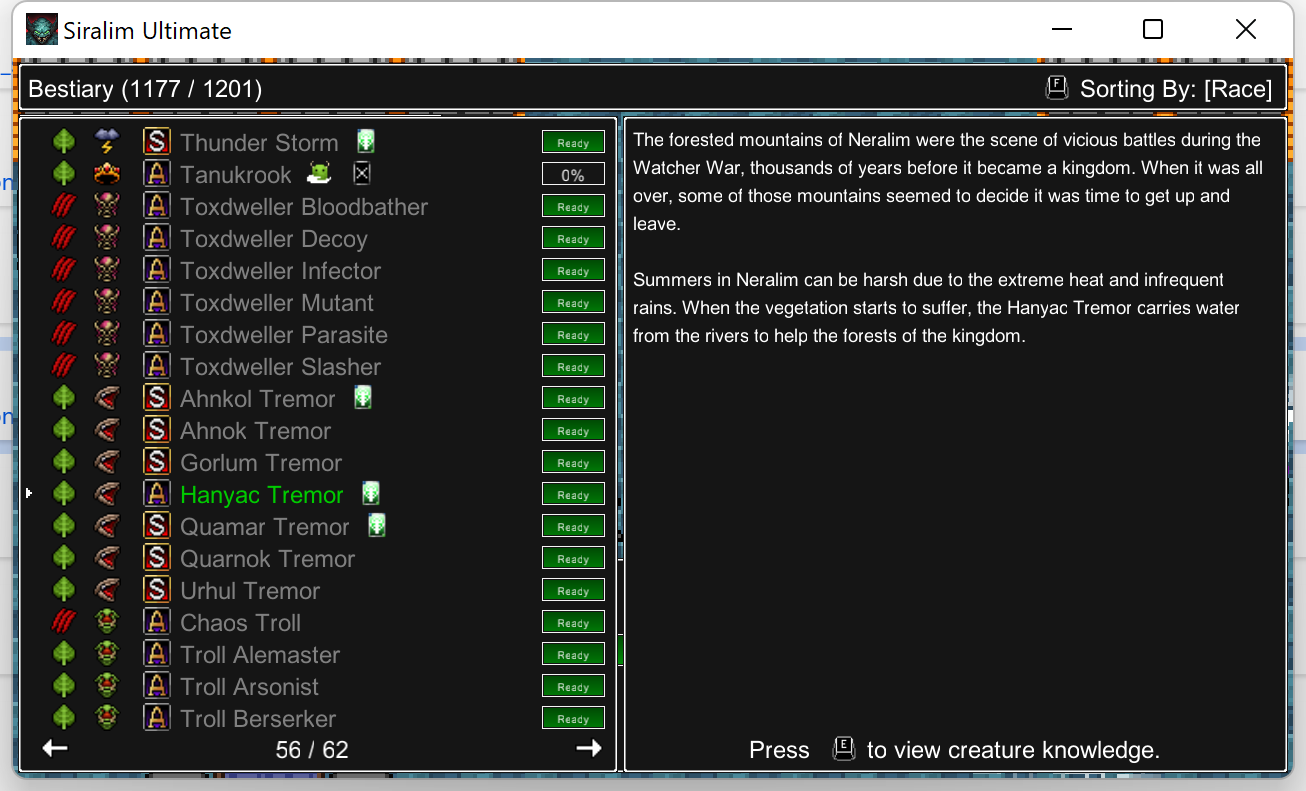 Siralim Ultimate
Bestiary (1177 / 1201)
F Sorting By: [Race]
S Thunder Storm Ready
A Tanukrook 0%
A Toxdweller Bloodbather Ready
A Toxdweller Decoy Ready
A Toxdweller Infector Ready
A Toxdweller Mutant Ready
A Toxdweller Parasite Ready
A Toxdweller Slasher Ready
S Ahnkol Tremor Ready
S Ahnok Tremor Ready
S Gorlum Tremor Ready
A Hanyac Tremor Ready
S Quamar Tremor Ready
S Quarnok Tremor Ready
S Urhul Tremor Ready
A Chaos Troll Ready
A Troll Alemaster Ready
A Troll Arsonist Ready
A Troll Berserker Ready
56 / 62
The forested mountains of Neralim were the scene of vicious battles during the
Watcher War, thousands of years before it became a kingdom. When it was all
over, some of those mountains seemed to decide it was time to get up and
leave.
Summers in Neralim can be harsh due to the extreme heat and infrequent
rains. When the vegetation starts to suffer, the Hanyac Tremor carries water
from the rivers to help the forests of the kingdom.
Press E to view creature knowledge.